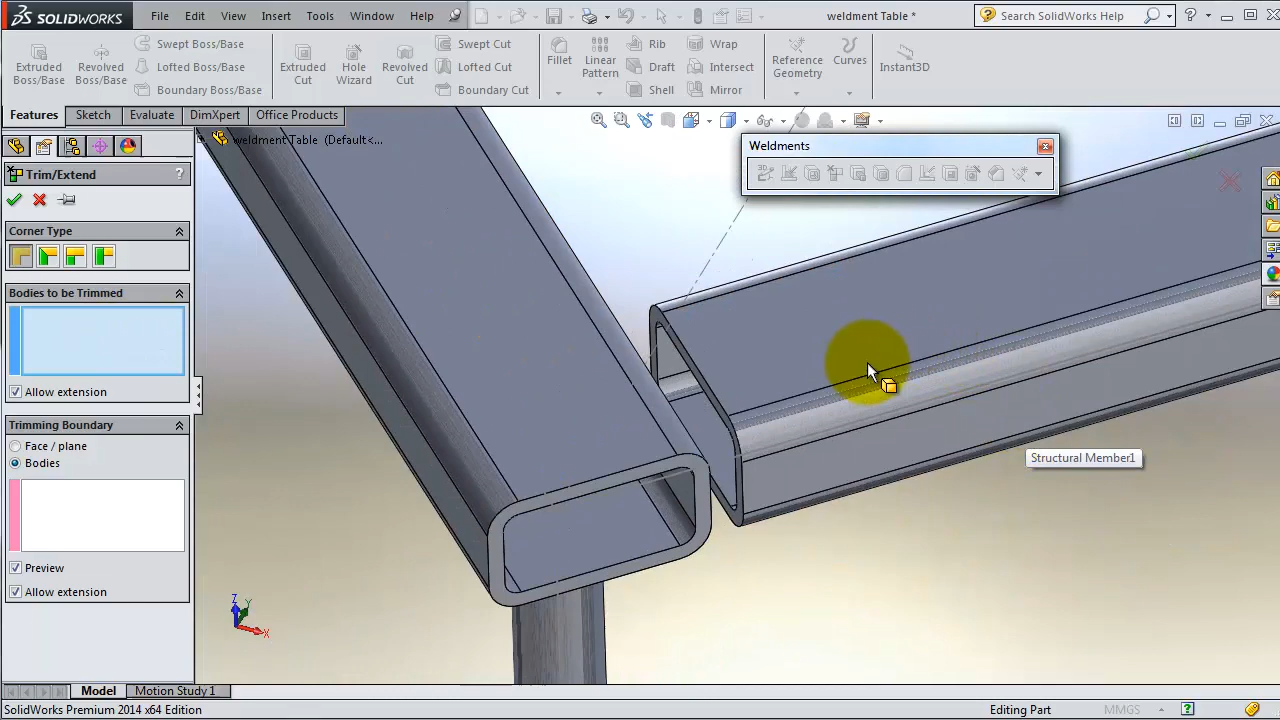 SOLIDWORKS File Edit View Insert Tools Window Help weldment Table * Search SolidWorks Help
Extruded Boss/Base
Revolved Boss/Base
Swept Boss/Base
Lofted Boss/Base
Boundary Boss/Base
Extruded Cut
Hole Wizard
Revolved Cut
Swept Cut
Lofted Cut
Boundary Cut
Fillet
Linear Pattern
Rib
Draft
Shell
Wrap
Intersect
Mirror
Reference Geometry
Curves
Instant3D
Features Sketch Evaluate DimXpert Office Products
weldment Table (Default<...
Weldments
Trim/Extend ?
Corner Type
Bodies to be Trimmed
Allow extension
Trimming Boundary
Face / plane
Bodies
Preview
Allow extension
Structural Member1
Z
Y
X
Model Motion Study 1
SolidWorks Premium 2014 x64 Edition Editing Part MMGS ?